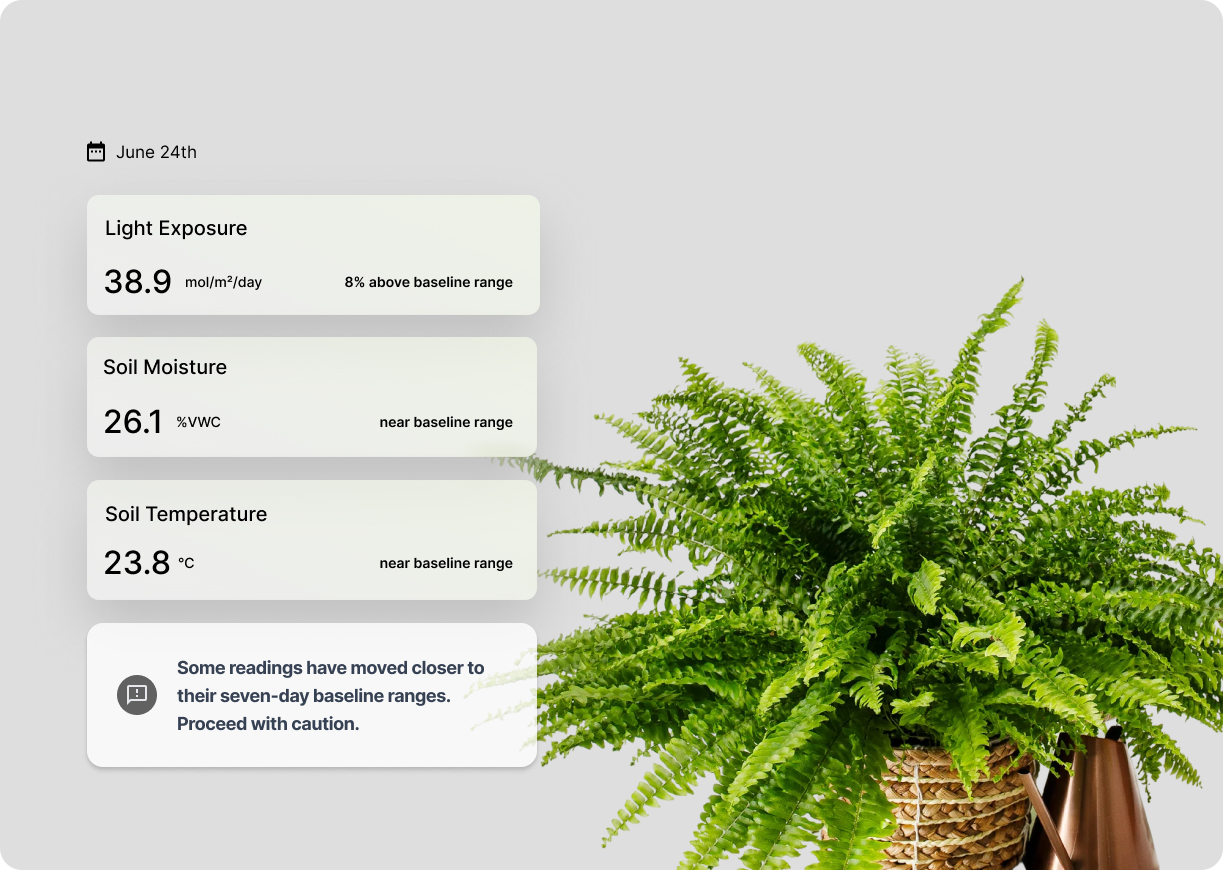 June 24th
Light Exposure
38.9 mol/m²/day 8% above baseline range
Soil Moisture
26.1 %VWC near baseline range
Soil Temperature
23.8 °C near baseline range
Some readings have moved closer to
their seven-day baseline ranges.
Proceed with caution.